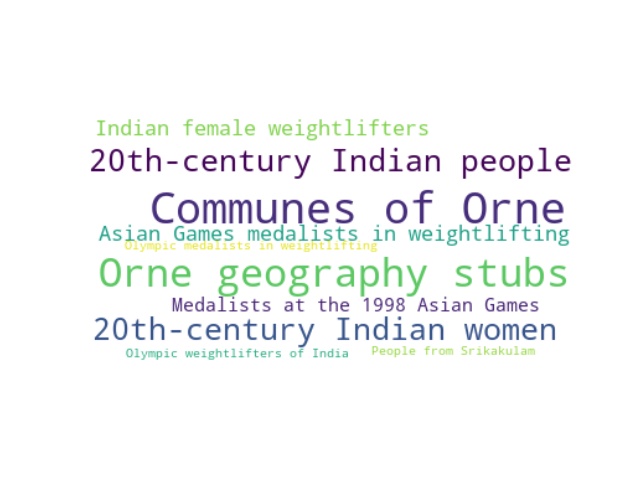 Indian female weightlifters
20th-century Indian people
Communes of Orne
Asian Games medalists in weightlifting
Olympic medalists in weightlifting
Orne geography stubs
Medalists at the 1998 Asian Games
20th-century Indian women
Olympic weightlifters of India
People from Srikakulam